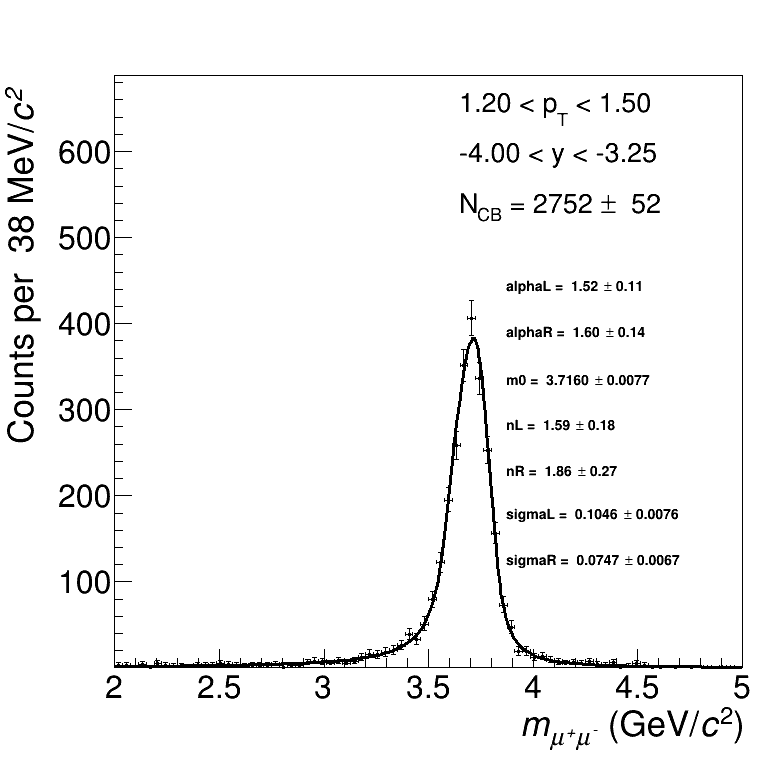 1.20 < pT < 1.50
-4.00 < y < -3.25
NCB = 2752 ± 52
alphaL = 1.52 ± 0.11
alphaR = 1.60 ± 0.14
m0 = 3.7160 ± 0.0077
nL = 1.59 ± 0.18
nR = 1.86 ± 0.27
sigmaL = 0.1046 ± 0.0076
sigmaR = 0.0747 ± 0.0067
Counts per 38 MeV/c²
600
500
400
300
200
100
2 2.5 3 3.5 4 4.5 5
mμ⁺μ⁻ (GeV/c²)